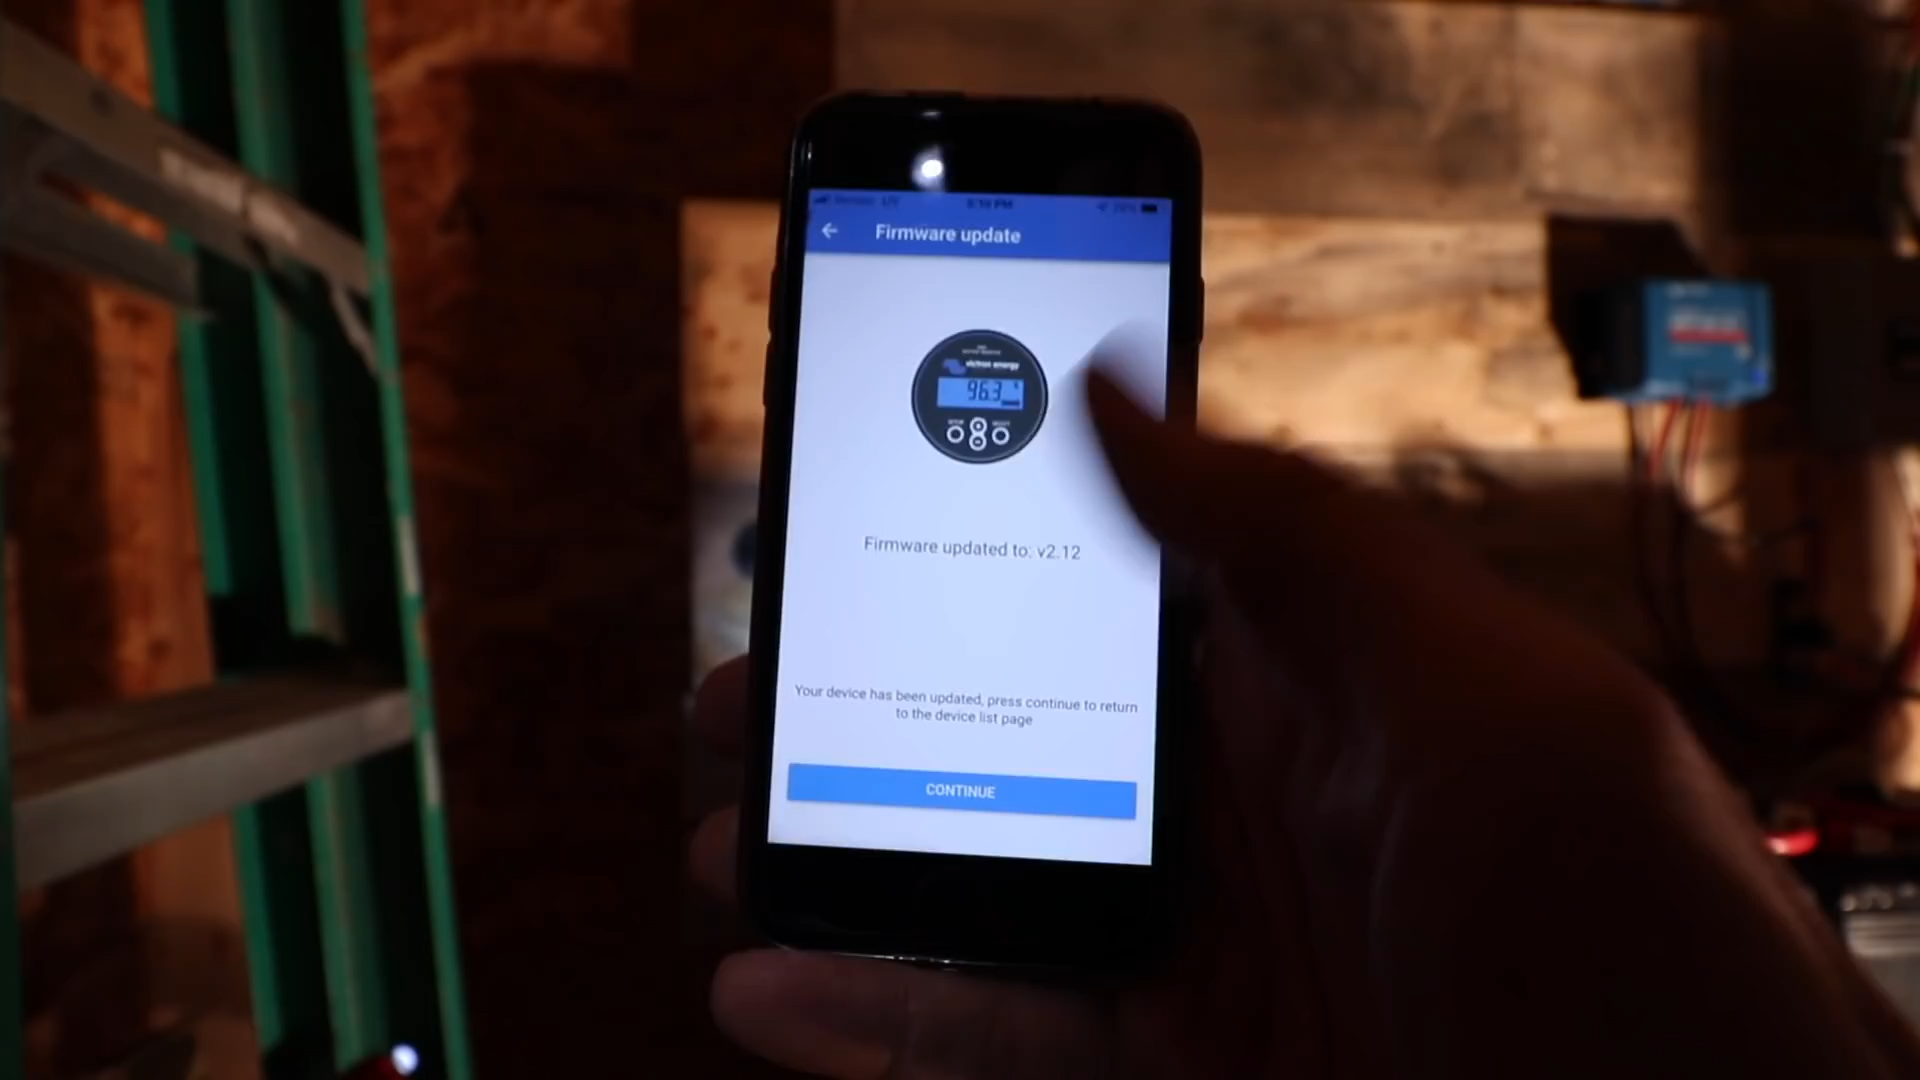 Firmware update
victron energy
96.3
Firmware updated to: v2.12
Your device has been updated, press continue to return
to the device list page
CONTINUE